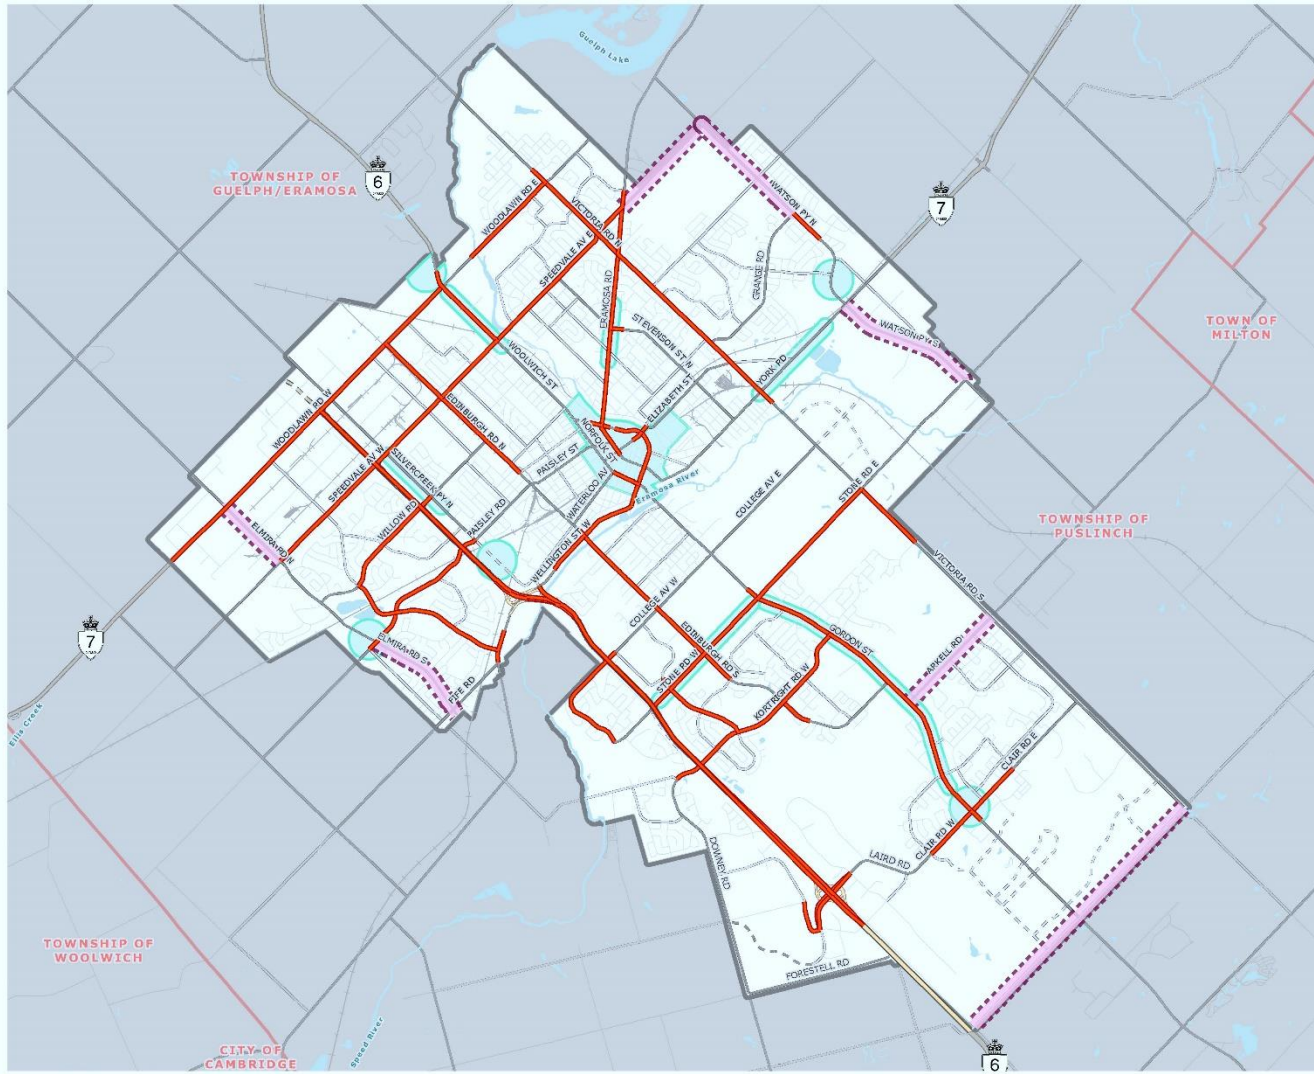 Guelph Lake
TOWNSHIP OF
GUELPH/ERAMOSA
6
7
WOODLAWN RD E
VICTORIA RD N
WATSON PY N
SPEEDVALE AV E
GRANGE RD
ERAMOSA RD
STEVENSON ST N
WATSON PY S
TOWN OF
MILTON
WOOLWICH ST
YORK RD
ELIZABETH ST
WOODLAWN RD W
EDINBURGH RD N
NORFOLK ST
SPEEDVALE AV W
SILVERCREEK PY N
PAISLEY ST
WATERLOO AV
Eramosa River
COLLEGE AV E
STONE RD E
ELMIRA RD N
WILLOW RD
PAISLEY RD
WELLINGTON ST W
TOWNSHIP OF
PUSLINCH
VICTORIA RD S
COLLEGE AV W
7
EDINBURGH RD S
GORDON ST
ARKELL RD
ELMIRA RD S
FIFE RD
STONE RD W
KORTRIGHT RD W
Ellis Creek
CLAIR RD E
CLAIR RD W
LAIRD RD
DOWNEY RD
TOWNSHIP OF
WOOLWICH
FORESTELL RD
Speed River
CITY OF
CAMBRIDGE
6